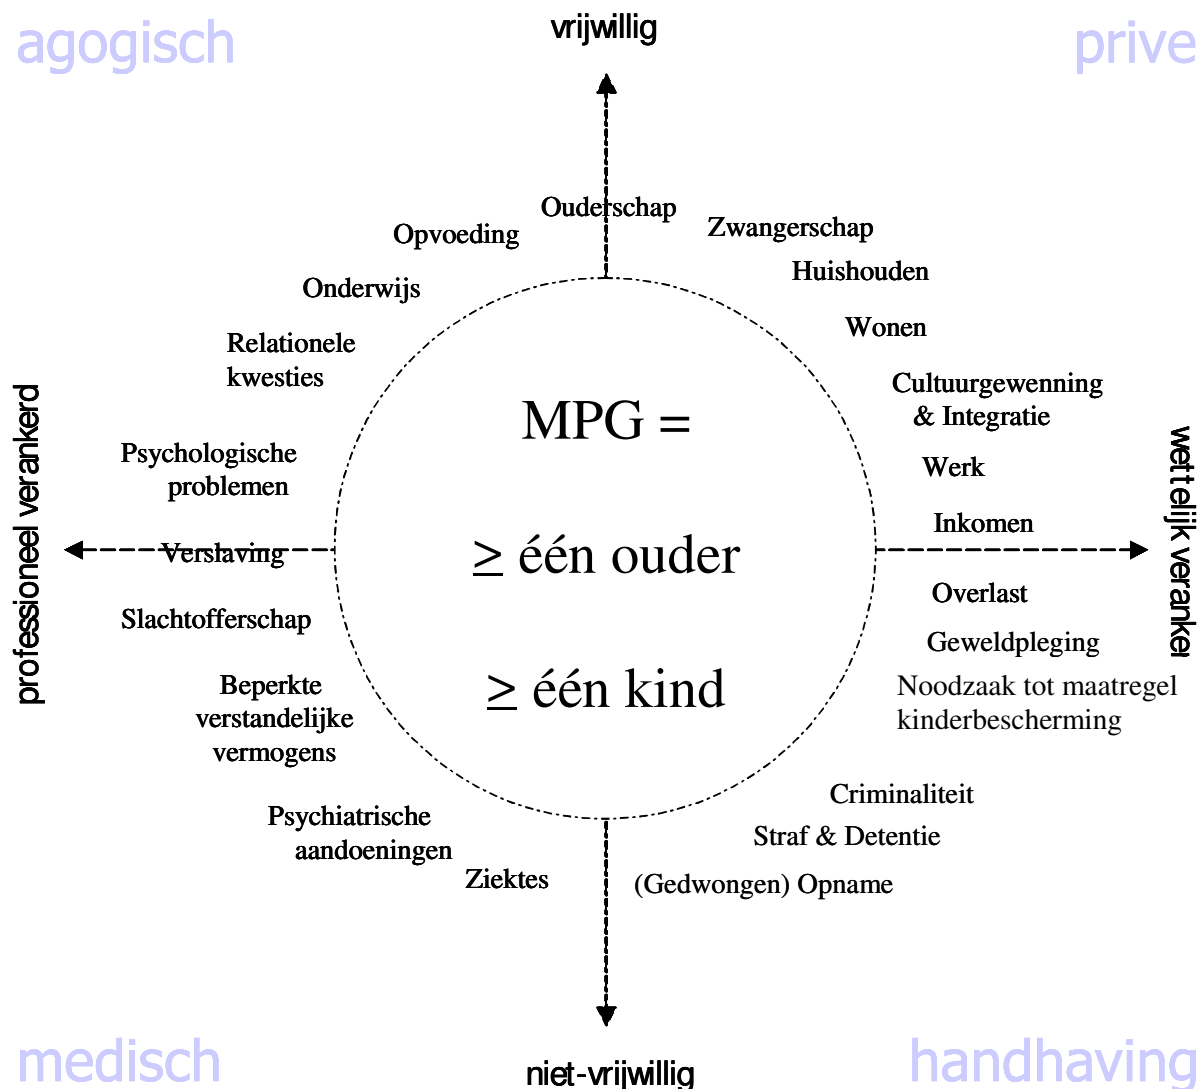 agogisch
vrijwillig
prive
Ouderschap
Zwangerschap
Opvoeding
Huishouden
Onderwijs
Wonen
Relationele
kwesties
Cultuurgewenning
& Integratie
professioneel verankerd
MPG =
Psychologische
problemen
Werk
wettelijk veranker
Inkomen
Verslaving
≥ één ouder
Overlast
Slachtofferschap
Geweldpleging
Beperkte
verstandelijke
vermogens
≥ één kind
Noodzaak tot maatregel
kinderbescherming
Criminaliteit
Psychiatrische
aandoeningen
Straf & Detentie
Ziektes
(Gedwongen) Opname
medisch
niet-vrijwillig
handhaving